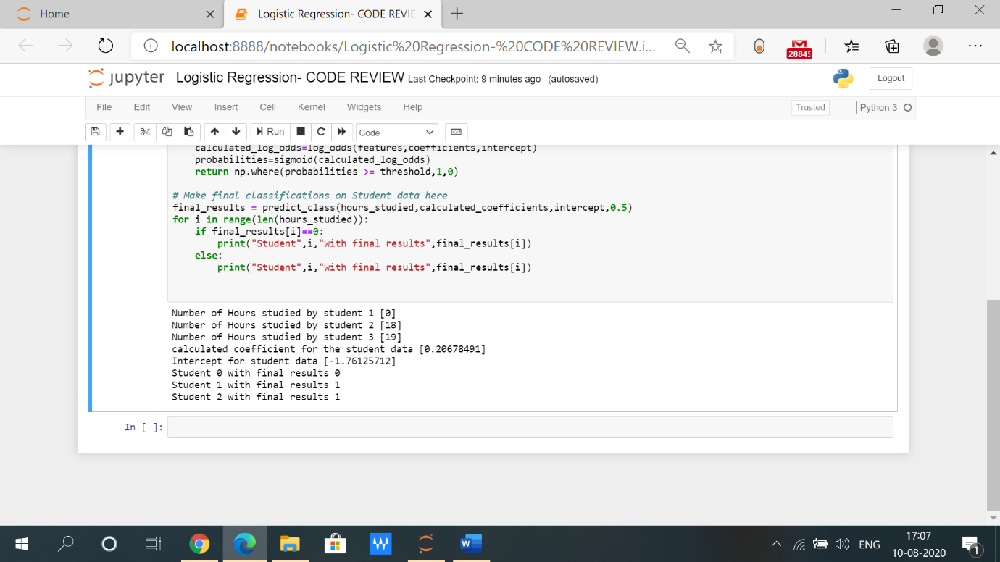 Home
Logistic Regression- CODE REVIE
localhost:8888/notebooks/Logistic%20Regression-%20CODE%20REVIEW.i...
28845
jupyter Logistic Regression- CODE REVIEW Last Checkpoint: 9 minutes ago (autosaved)
Logout
File Edit View Insert Cell Kernel Widgets Help
Trusted
Python 3
Run
Code
calculated_log_odds=log_odds(features,coefficients,intercept)
probabilities=sigmoid(calculated_log_odds)
return np.where(probabilities >= threshold,1,0)
# Make final classifications on Student data here
final_results = predict_class(hours_studied,calculated_coefficients,intercept,0.5)
for i in range(len(hours_studied)):
if final_results[i]==0:
print("Student",i,"with final results",final_results[i])
else:
print("Student",i,"with final results",final_results[i])
Number of Hours studied by student 1 [0]
Number of Hours studied by student 2 [18]
Number of Hours studied by student 3 [19]
calculated coefficient for the student data [0.20678491]
Intercept for student data [-1.76125712]
Student 0 with final results 0
Student 1 with final results 1
Student 2 with final results 1
In [ ]:
ENG
17:07
10-08-2020
1